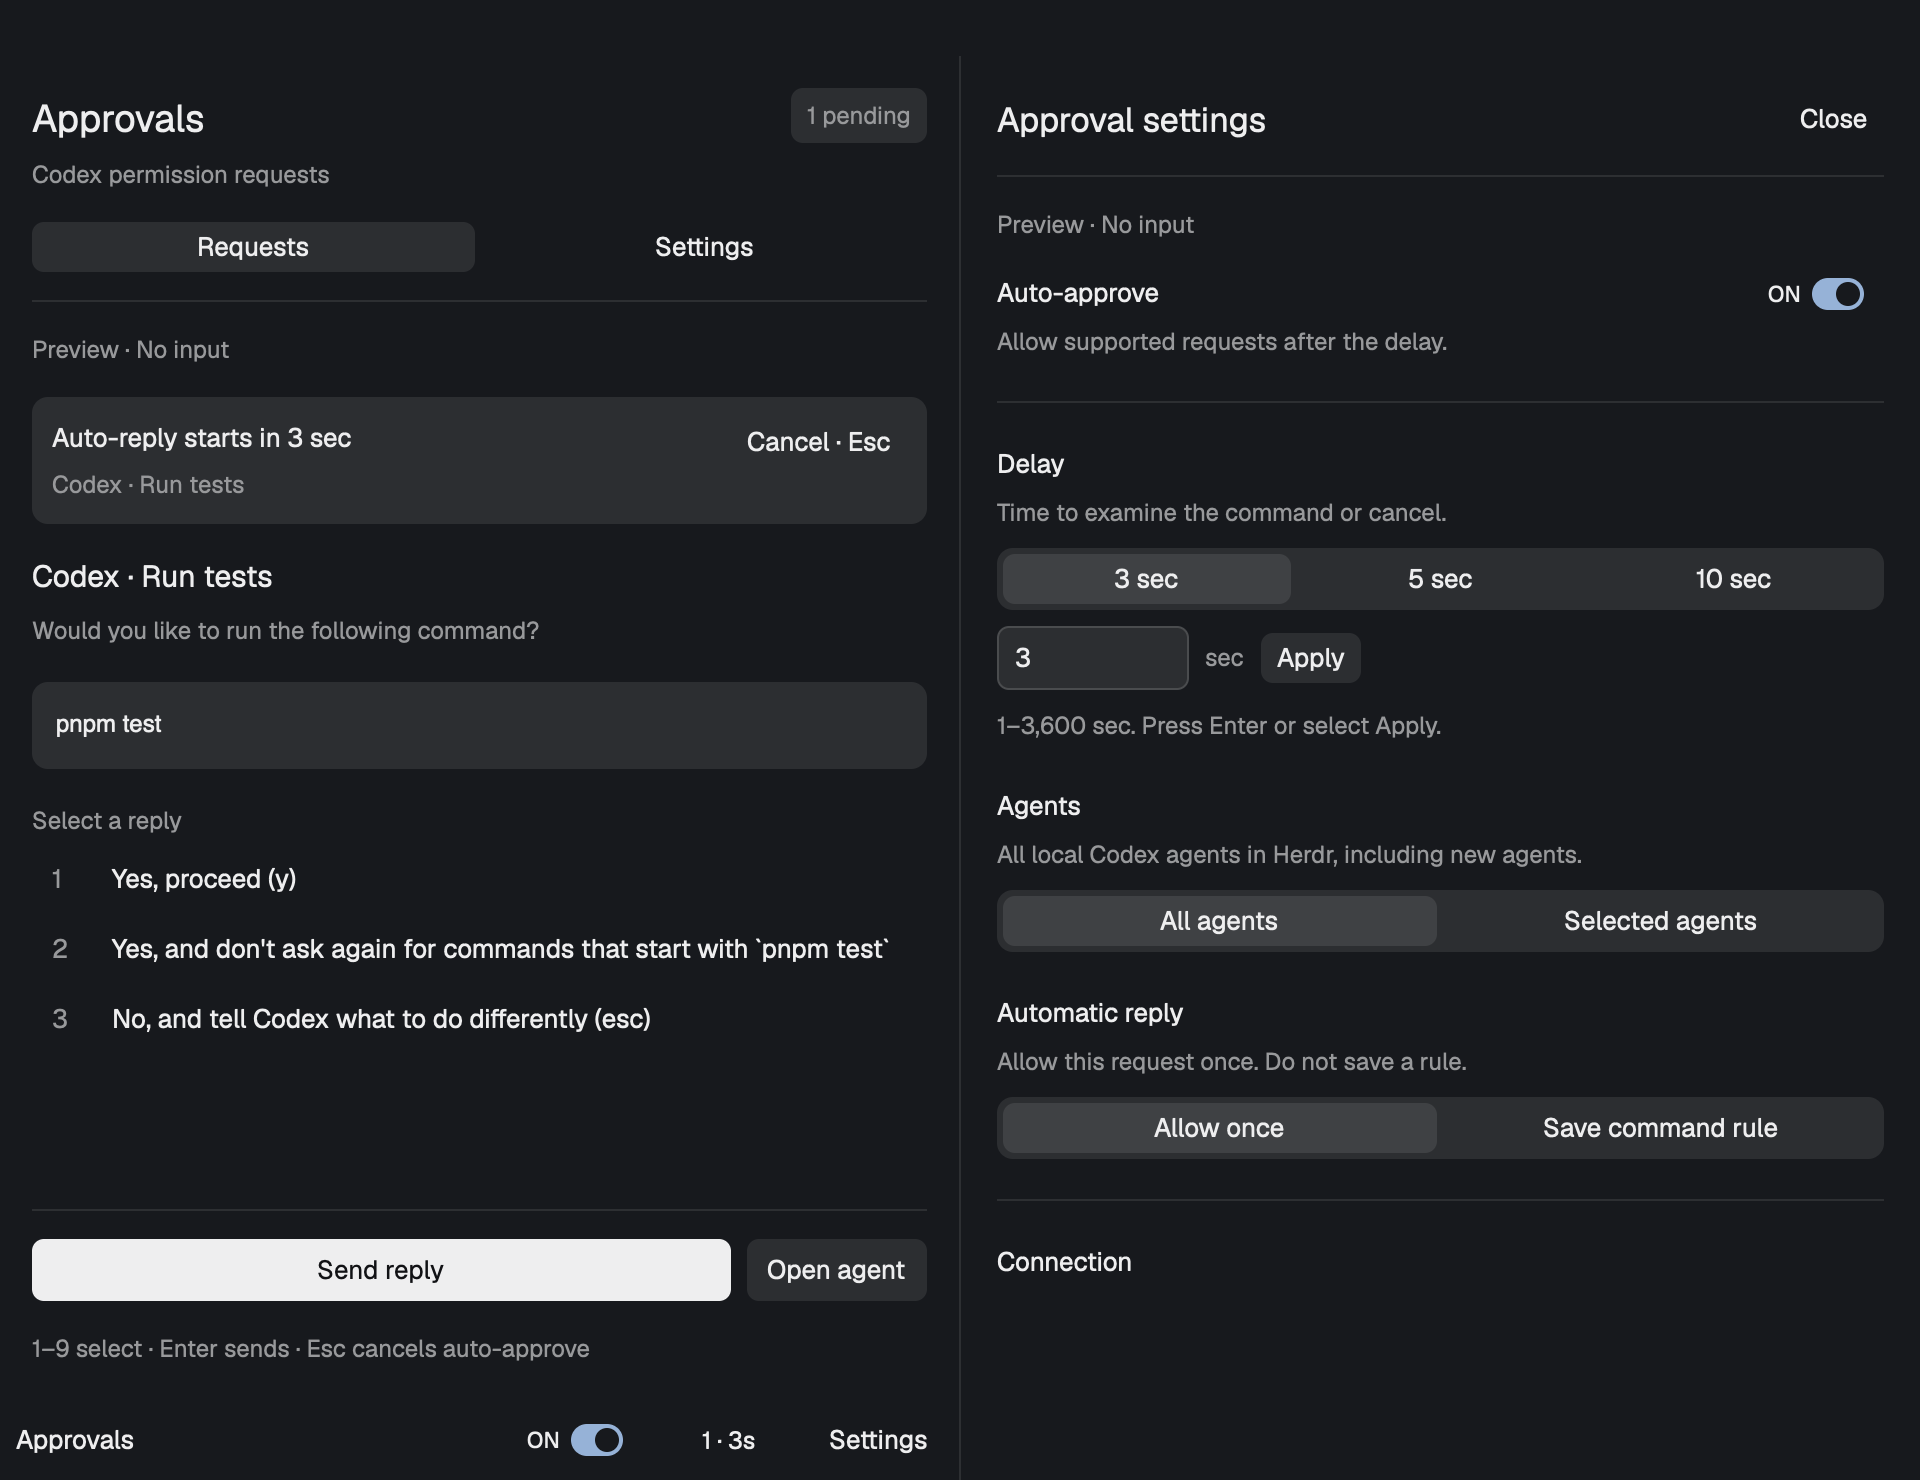 Approvals
1 pending
Codex permission requests
Requests
Settings
Preview · No input
Auto-reply starts in 3 sec
Cancel · Esc
Codex · Run tests
Codex · Run tests
Would you like to run the following command?
pnpm test
Select a reply
1 Yes, proceed (y)
2 Yes, and don't ask again for commands that start with `pnpm test`
3 No, and tell Codex what to do differently (esc)
Send reply
Open agent
1–9 select · Enter sends · Esc cancels auto-approve
Approvals
ON
1 · 3s
Settings
Approval settings
Close
Preview · No input
Auto-approve
ON
Allow supported requests after the delay.
Delay
Time to examine the command or cancel.
3 sec
5 sec
10 sec
3
sec
Apply
1–3,600 sec. Press Enter or select Apply.
Agents
All local Codex agents in Herdr, including new agents.
All agents
Selected agents
Automatic reply
Allow this request once. Do not save a rule.
Allow once
Save command rule
Connection